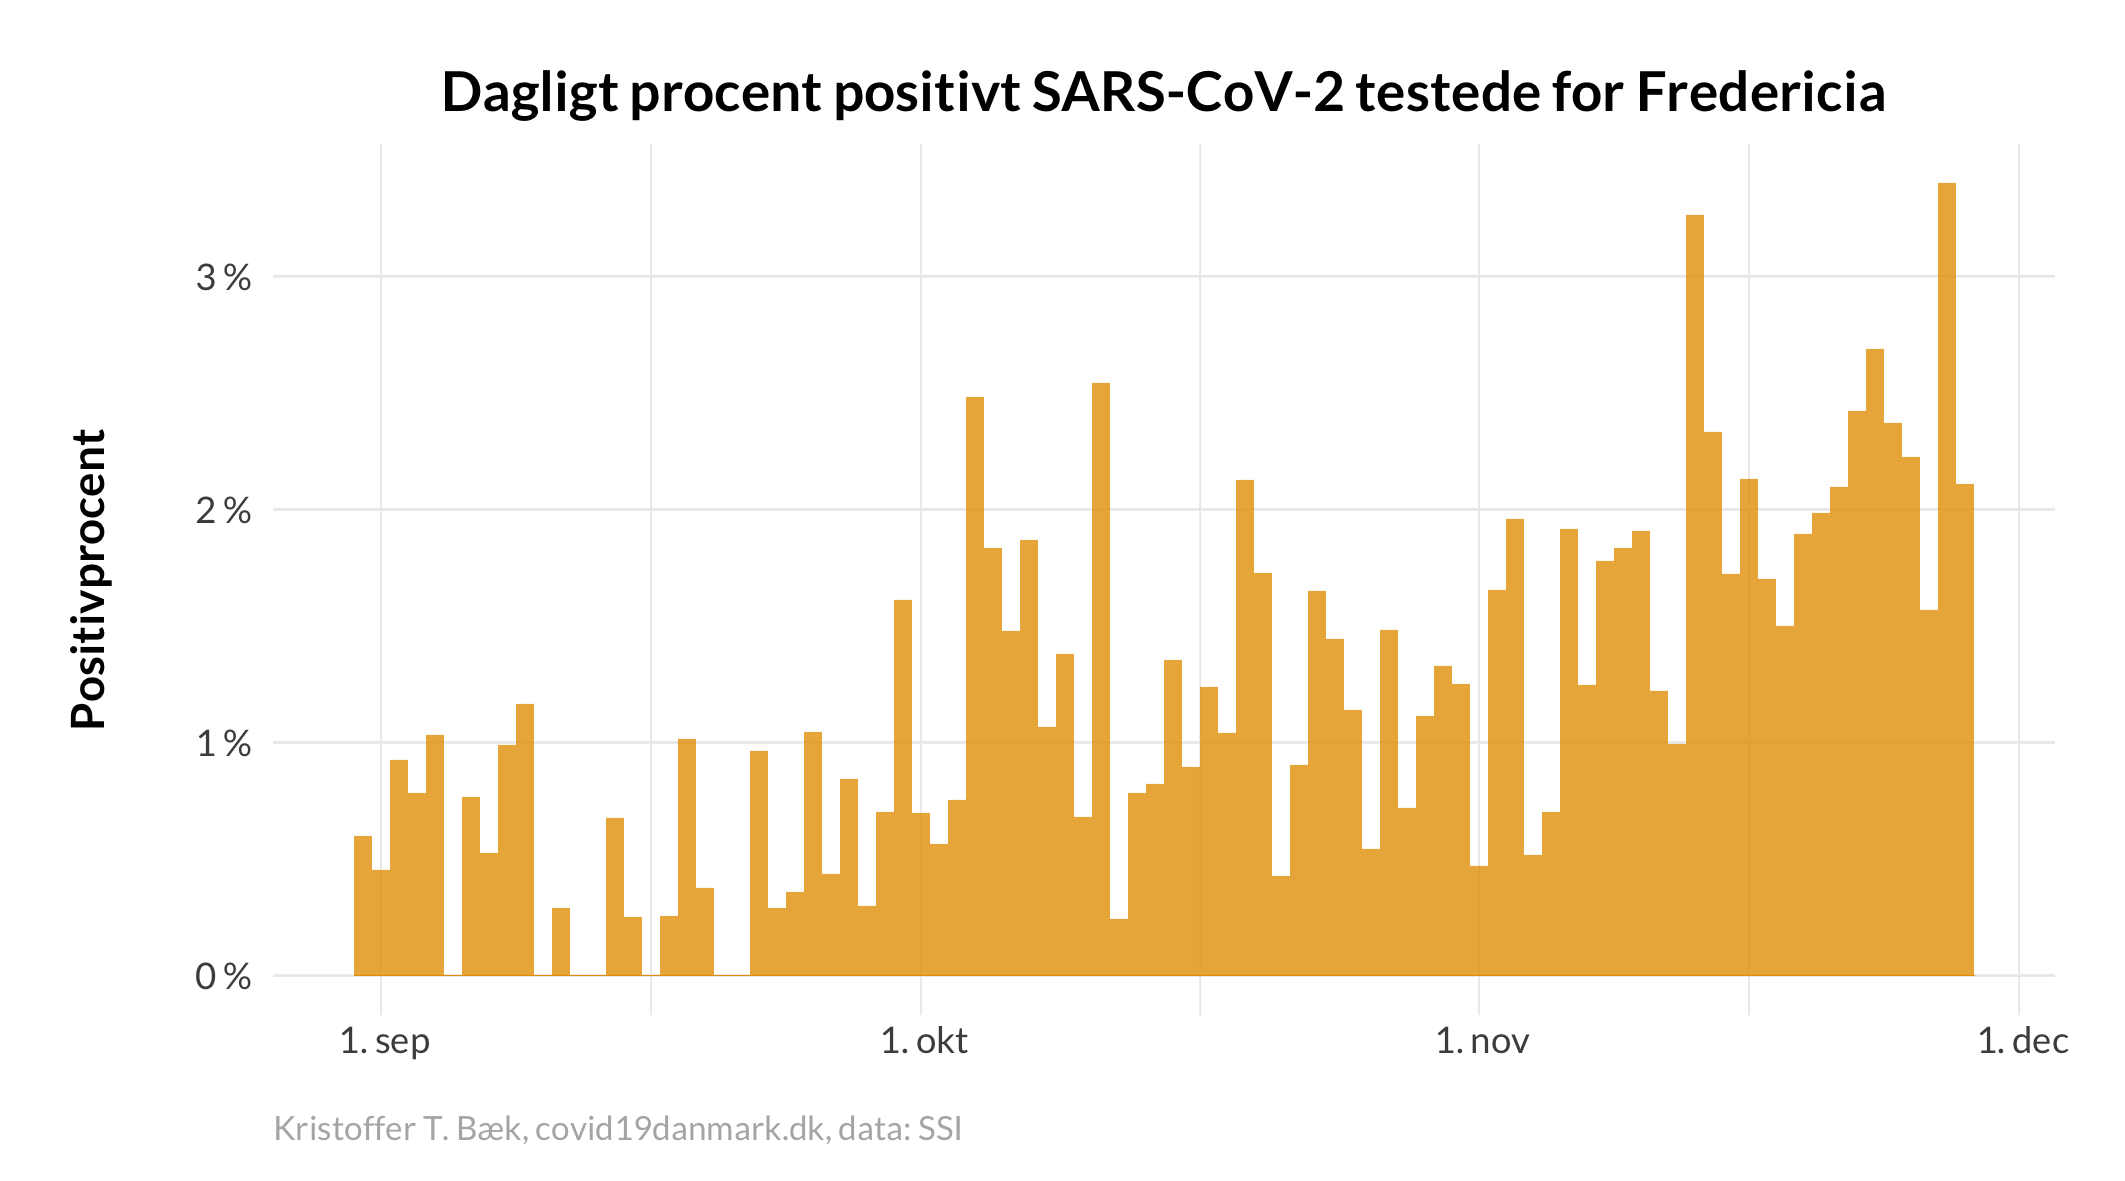 Dagligt procent positivt SARS-CoV-2 testede for Fredericia
Positivprocent
3 %
2 %
1 %
0 %
1. sep
1. okt
1. nov
1. dec
Kristoffer T. Bæk, covid19danmark.dk, data: SSI